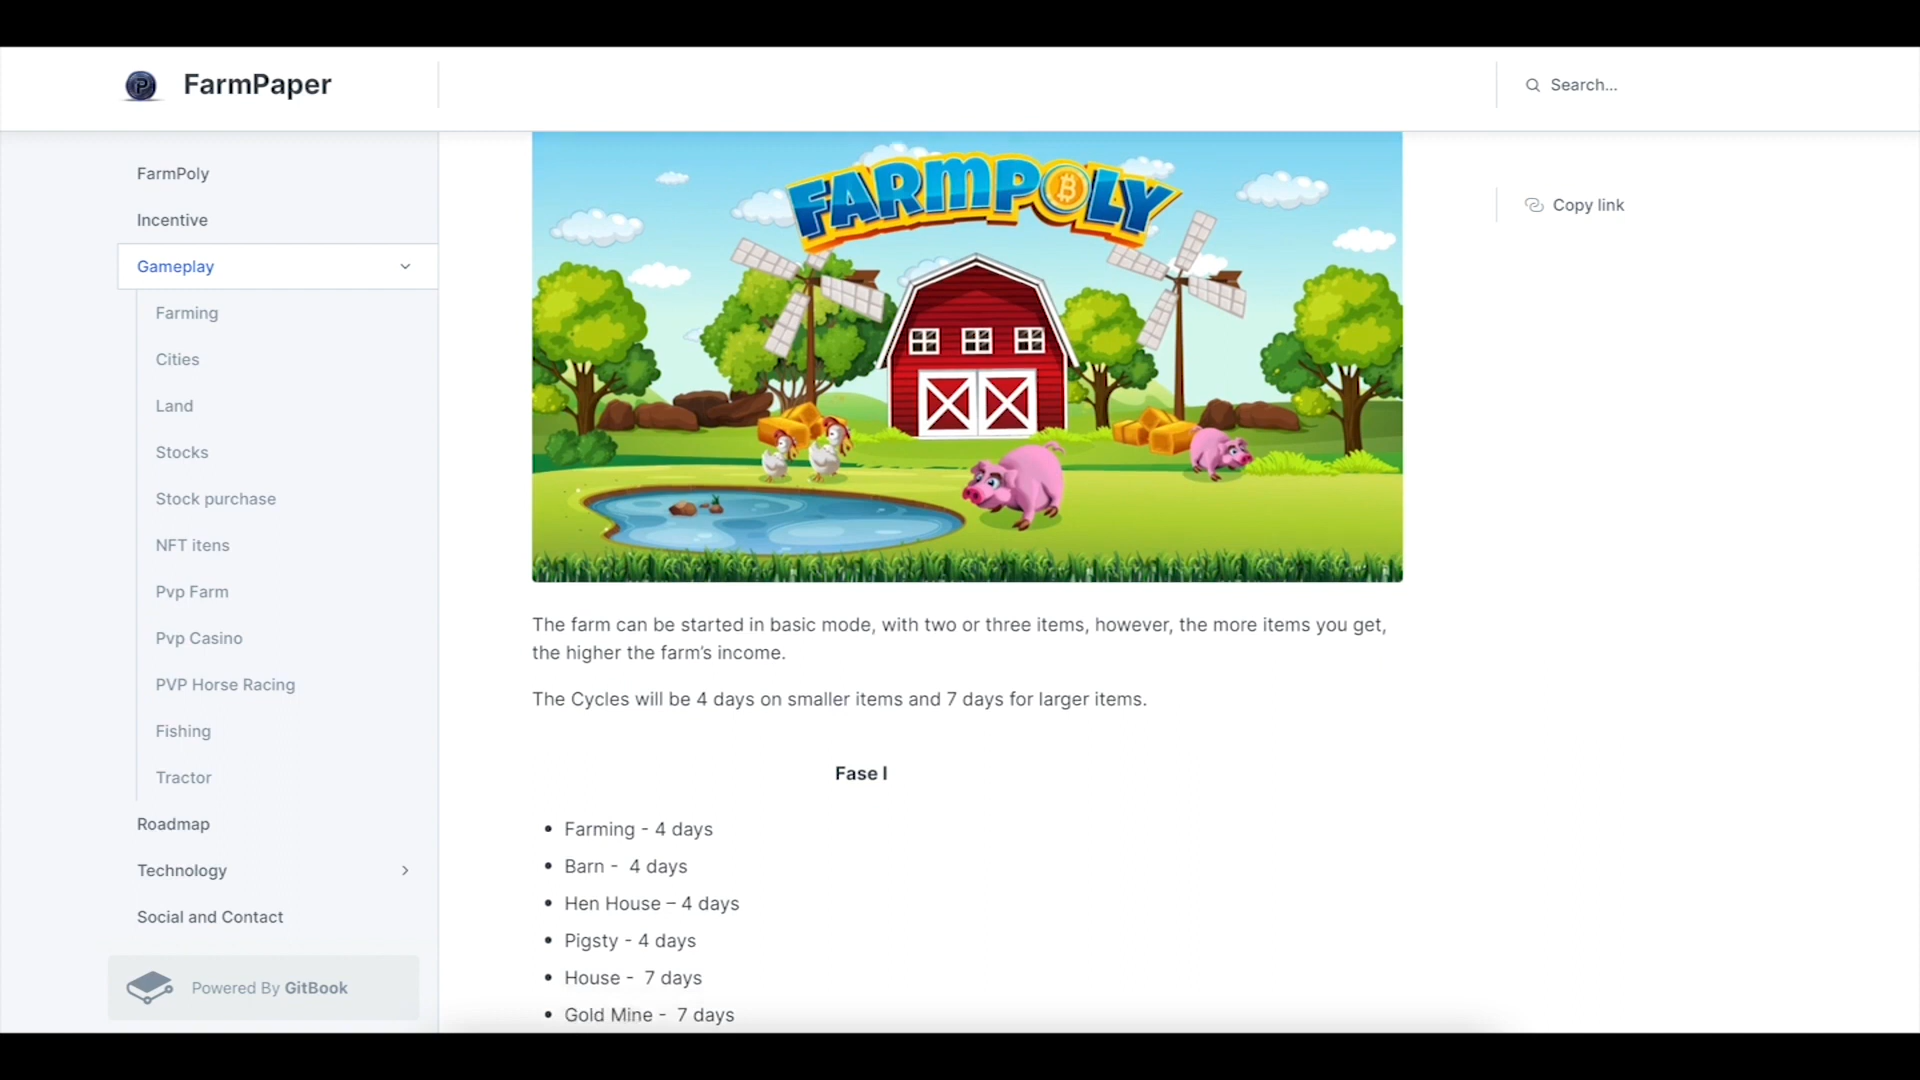 FarmPaper
Search...
FarmPoly
Incentive
Gameplay
Farming
Cities
Land
Stocks
Stock purchase
NFT itens
Pvp Farm
Pvp Casino
PVP Horse Racing
Fishing
Tractor
Roadmap
Technology
Social and Contact
Powered By GitBook
FARMPOLY
Copy link
The farm can be started in basic mode, with two or three items, however, the more items you get,
the higher the farm's income.
The Cycles will be 4 days on smaller items and 7 days for larger items.
Fase I
• Farming - 4 days
• Barn -  4 days
• Hen House – 4 days
• Pigsty - 4 days
• House -  7 days
• Gold Mine -  7 days